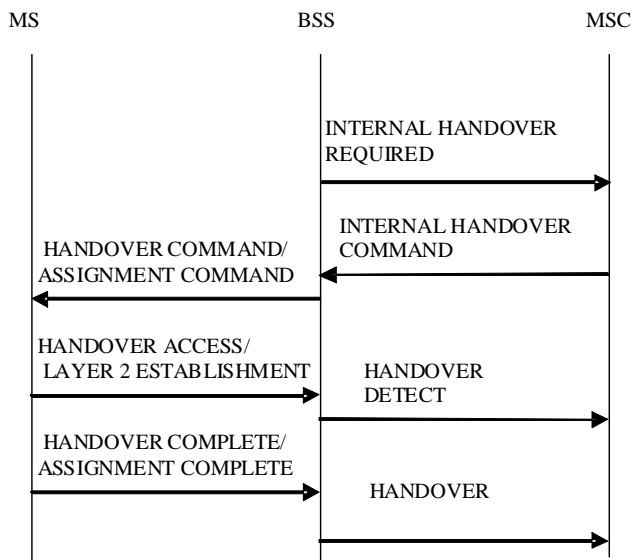 MS BSS MSC
INTERNAL HANDOVER
REQUIRED
INTERNAL HANDOVER
COMMAND
HANDOVER COMMAND/
ASSIGNMENT COMMAND
HANDOVER ACCESS/
LAYER 2 ESTABLISHMENT
HANDOVER
DETECT
HANDOVER COMPLETE/
ASSIGNMENT COMPLETE
HANDOVER